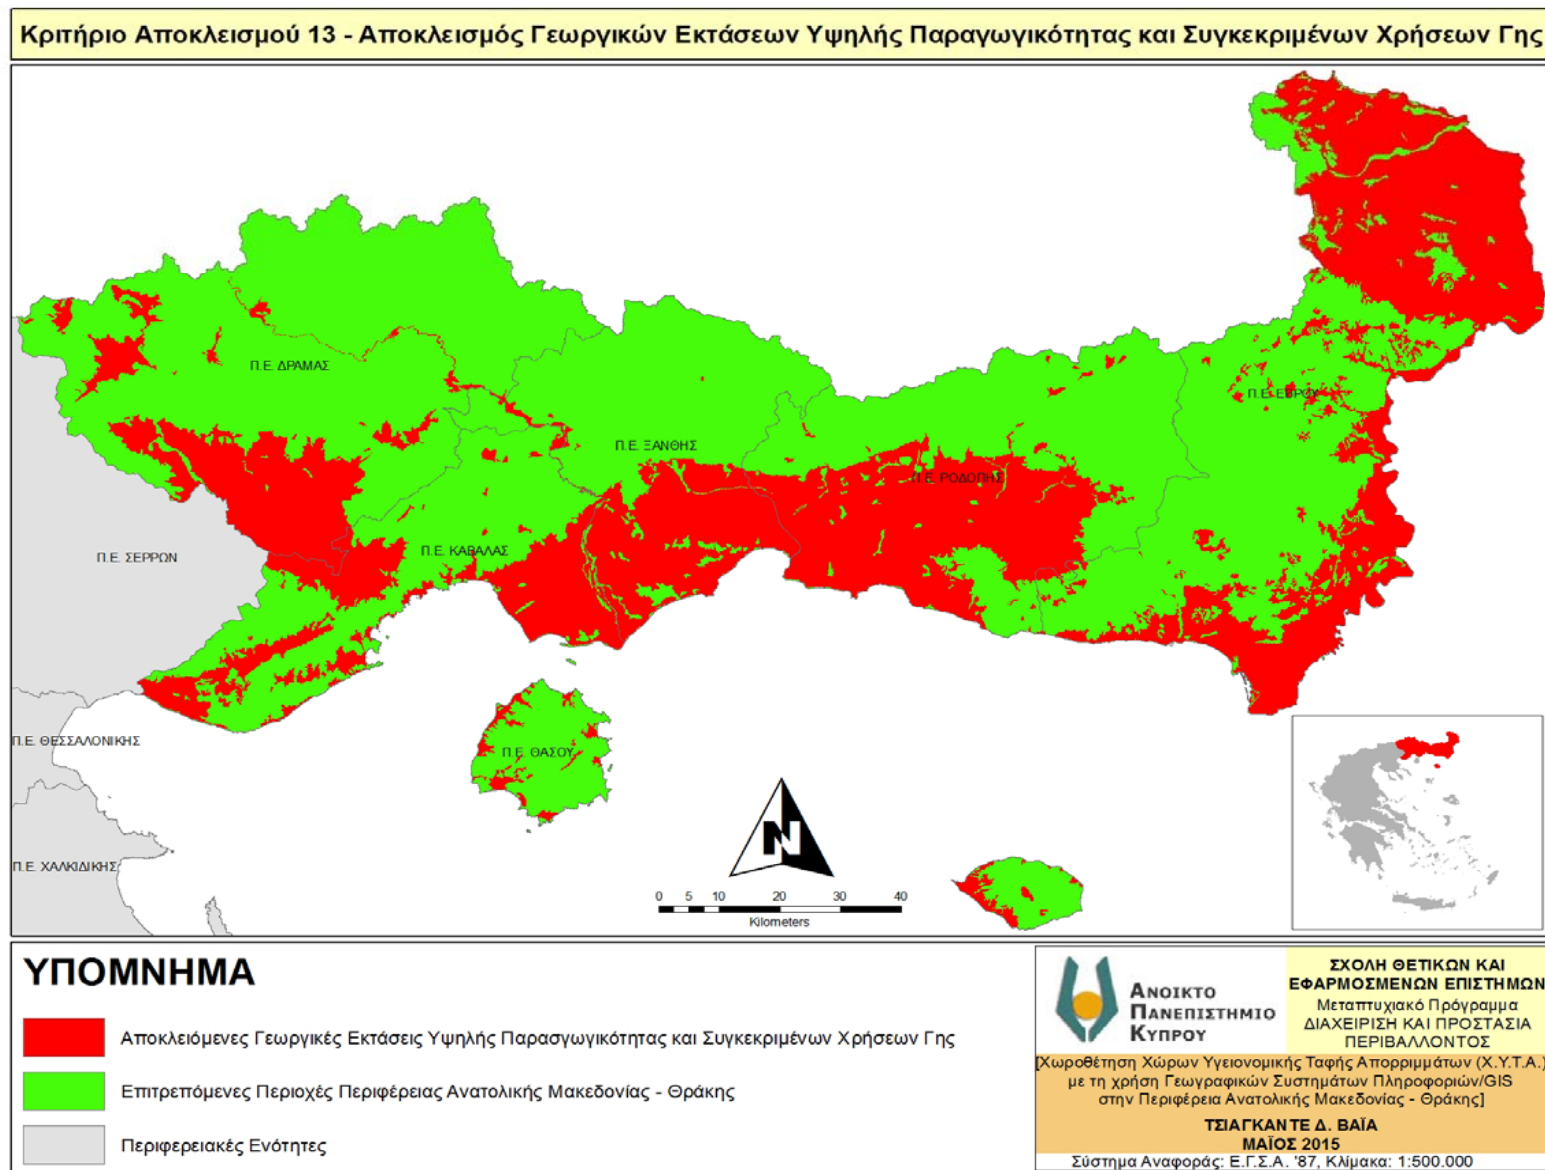 Κριτήριο Αποκλεισμού 13 - Αποκλεισμός Γεωργικών Εκτάσεων Υψηλής Παραγωγικότητας και Συγκεκριμένων Χρήσεων Γης
Π.Ε. ΔΡΑΜΑΣ
Π.Ε. ΕΒΡΟΥ
Π.Ε. ΞΑΝΘΗΣ
Π.Ε. ΡΟΔΟΠΗΣ
Π.Ε. ΣΕΡΡΩΝ
Π.Ε. ΚΑΒΑΛΑΣ
Π.Ε. ΘΕΣΣΑΛΟΝΙΚΗΣ
Π.Ε. ΘΑΣΟΥ
Π.Ε. ΧΑΛΚΙΔΙΚΗΣ
N
0 5 10 20 30 40
Kilometers
ΥΠΟΜΝΗΜΑ
Αποκλειόμενες Γεωργικές Εκτάσεις Υψηλής Παρασγωγικότητας και Συγκεκριμένων Χρήσεων Γης
Επιτρεπόμενες Περιοχές Περιφέρειας Ανατολικής Μακεδονίας - Θράκης
Περιφερειακές Ενότητες
ΑΝΟΙΚΤΟ
ΠΑΝΕΠΙΣΤΗΜΙΟ
ΚΥΠΡΟΥ
ΣΧΟΛΗ ΘΕΤΙΚΩΝ ΚΑΙ
ΕΦΑΡΜΟΣΜΕΝΩΝ ΕΠΙΣΤΗΜΩΝ
Μεταπτυχιακό Πρόγραμμα
ΔΙΑΧΕΙΡΙΣΗ ΚΑΙ ΠΡΟΣΤΑΣΙΑ
ΠΕΡΙΒΑΛΛΟΝΤΟΣ
[Χωροθέτηση Χώρων Υγειονομικής Ταφής Απορριμμάτων (Χ.Υ.Τ.Α.)
με τη χρήση Γεωγραφικών Συστημάτων Πληροφοριών/GIS
στην Περιφέρεια Ανατολικής Μακεδονίας - Θράκης]
ΤΣΙΑΓΚΑΝΤΕ Δ. ΒΑΪΑ
ΜΑΪΟΣ 2015
Σύστημα Αναφοράς: Ε.Γ.Σ.Α. '87, Κλίμακα: 1:500.000